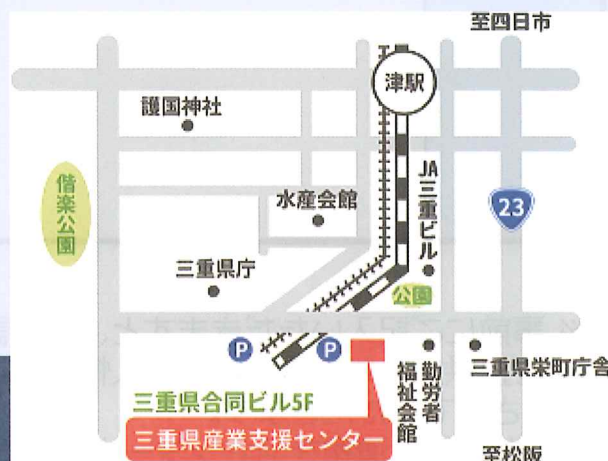 至四日市
津駅
護国神社
偕楽公園
水産会館
JA三重ビル
23
三重県庁
公園
P
P
勤労者
福祉会館
三重県栄町庁舎
三重県合同ビル5F
三重県産業支援センター
至松阪